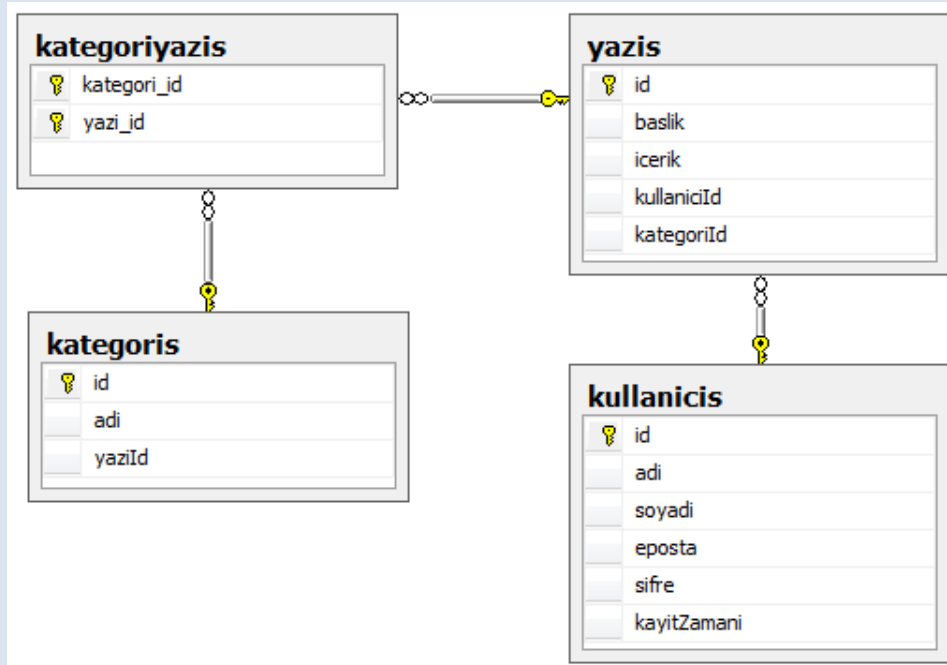 kategoriyazis
kategori_id
yazi_id
yazis
id
baslik
icerik
kullaniciId
kategoriId
kategoris
id
adi
yaziId
kullanicis
id
adi
soyadi
eposta
sifre
kayitZamani